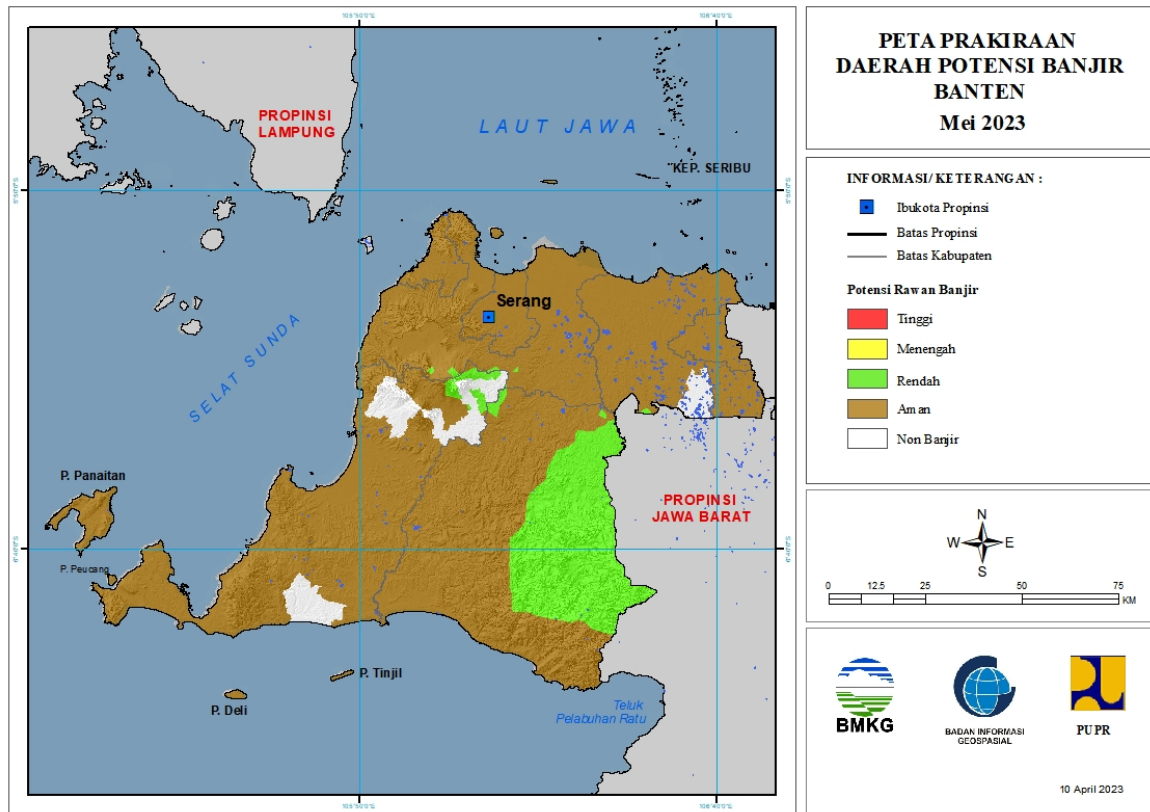 PETA PRAKIRAAN
DAERAH POTENSI BANJIR
BANTEN
Mei 2023
INFORMASI/ KETERANGAN :
Ibukota Propinsi
Batas Propinsi
Batas Kabupaten
Potensi Rawan Banjir
Tinggi
Menengah
Rendah
Aman
Non Banjir
N
W E
S
0 12.5 25 50 75
KM
BMKG
BADAN INFORMASI
GEOSPASIAL
PUPR
10 April 2023
PROPINSI
LAMPUNG
LAUT JAWA
KEP. SERIBU
Serang
SELAT SUNDA
P. Panaitan
PROPINSI
JAWA BARAT
P. Peucang
P. Tinjil
P. Deli
Teluk
Pelabuhan Ratu